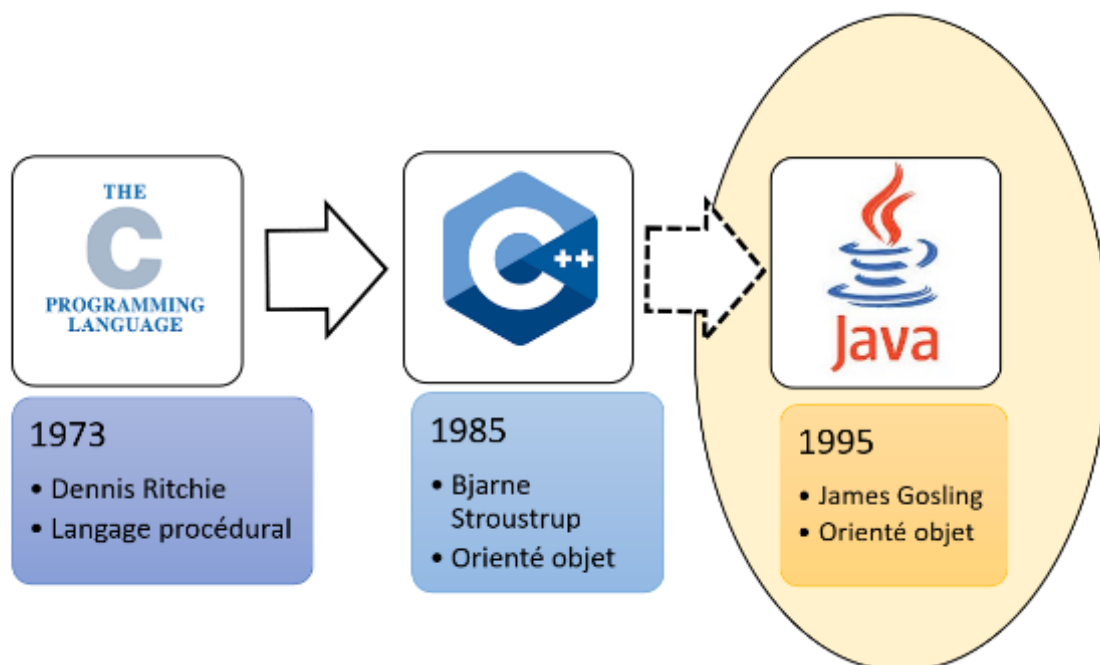 THE
C
PROGRAMMING
LANGUAGE
1973
• Dennis Ritchie
• Langage procédural
C++
1985
• Bjarne
Stroustrup
• Orienté objet
Java
1995
• James Gosling
• Orienté objet